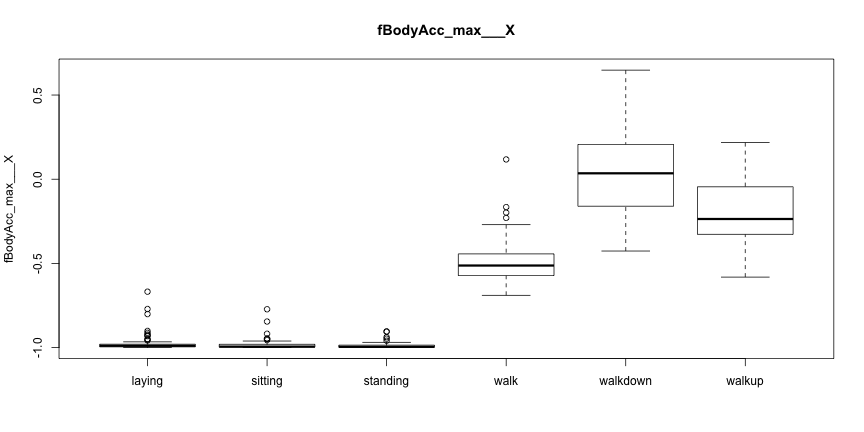 fBodyAcc_max___X
fBodyAcc_max___X
0.5
0.0
-0.5
-1.0
laying sitting standing walk walkdown walkup